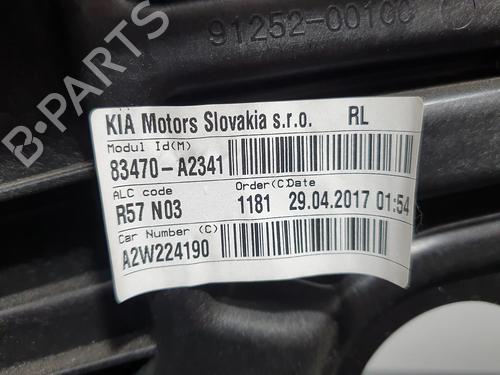 91252-00100
B-PARTS
KIA Motors Slovakia s.r.o. RL
Modul Id(M)
83470-A2341
ALC code Order(C)Date
R57 N03 1181 29.04.2017 01:54
Car Number (C)
A2W224190